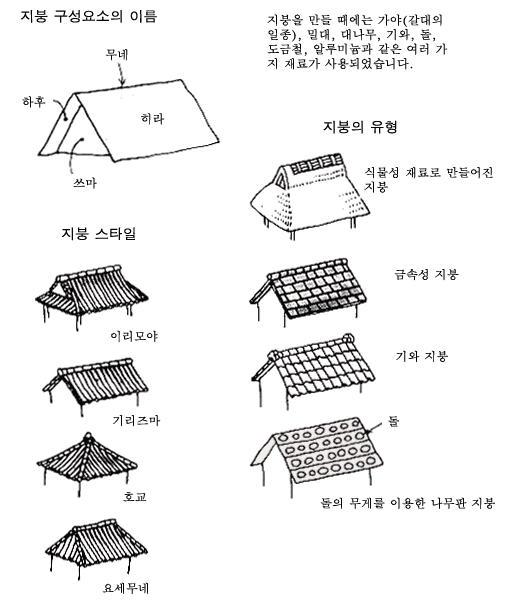 지붕 구성요소의 이름
무네
하후
히라
쓰마
지붕을 만들 때에는 가야(갈대의
일종), 밀대, 대나무, 기와, 돌,
도금철, 알루미늄과 같은 여러 가
지 재료가 사용되었습니다.
지붕 스타일
이리모야
기리즈마
호교
요세무네
지붕의 유형
식물성 재료로 만들어진
지붕
금속성 지붕
기와 지붕
돌
돌의 무게를 이용한 나무판 지붕